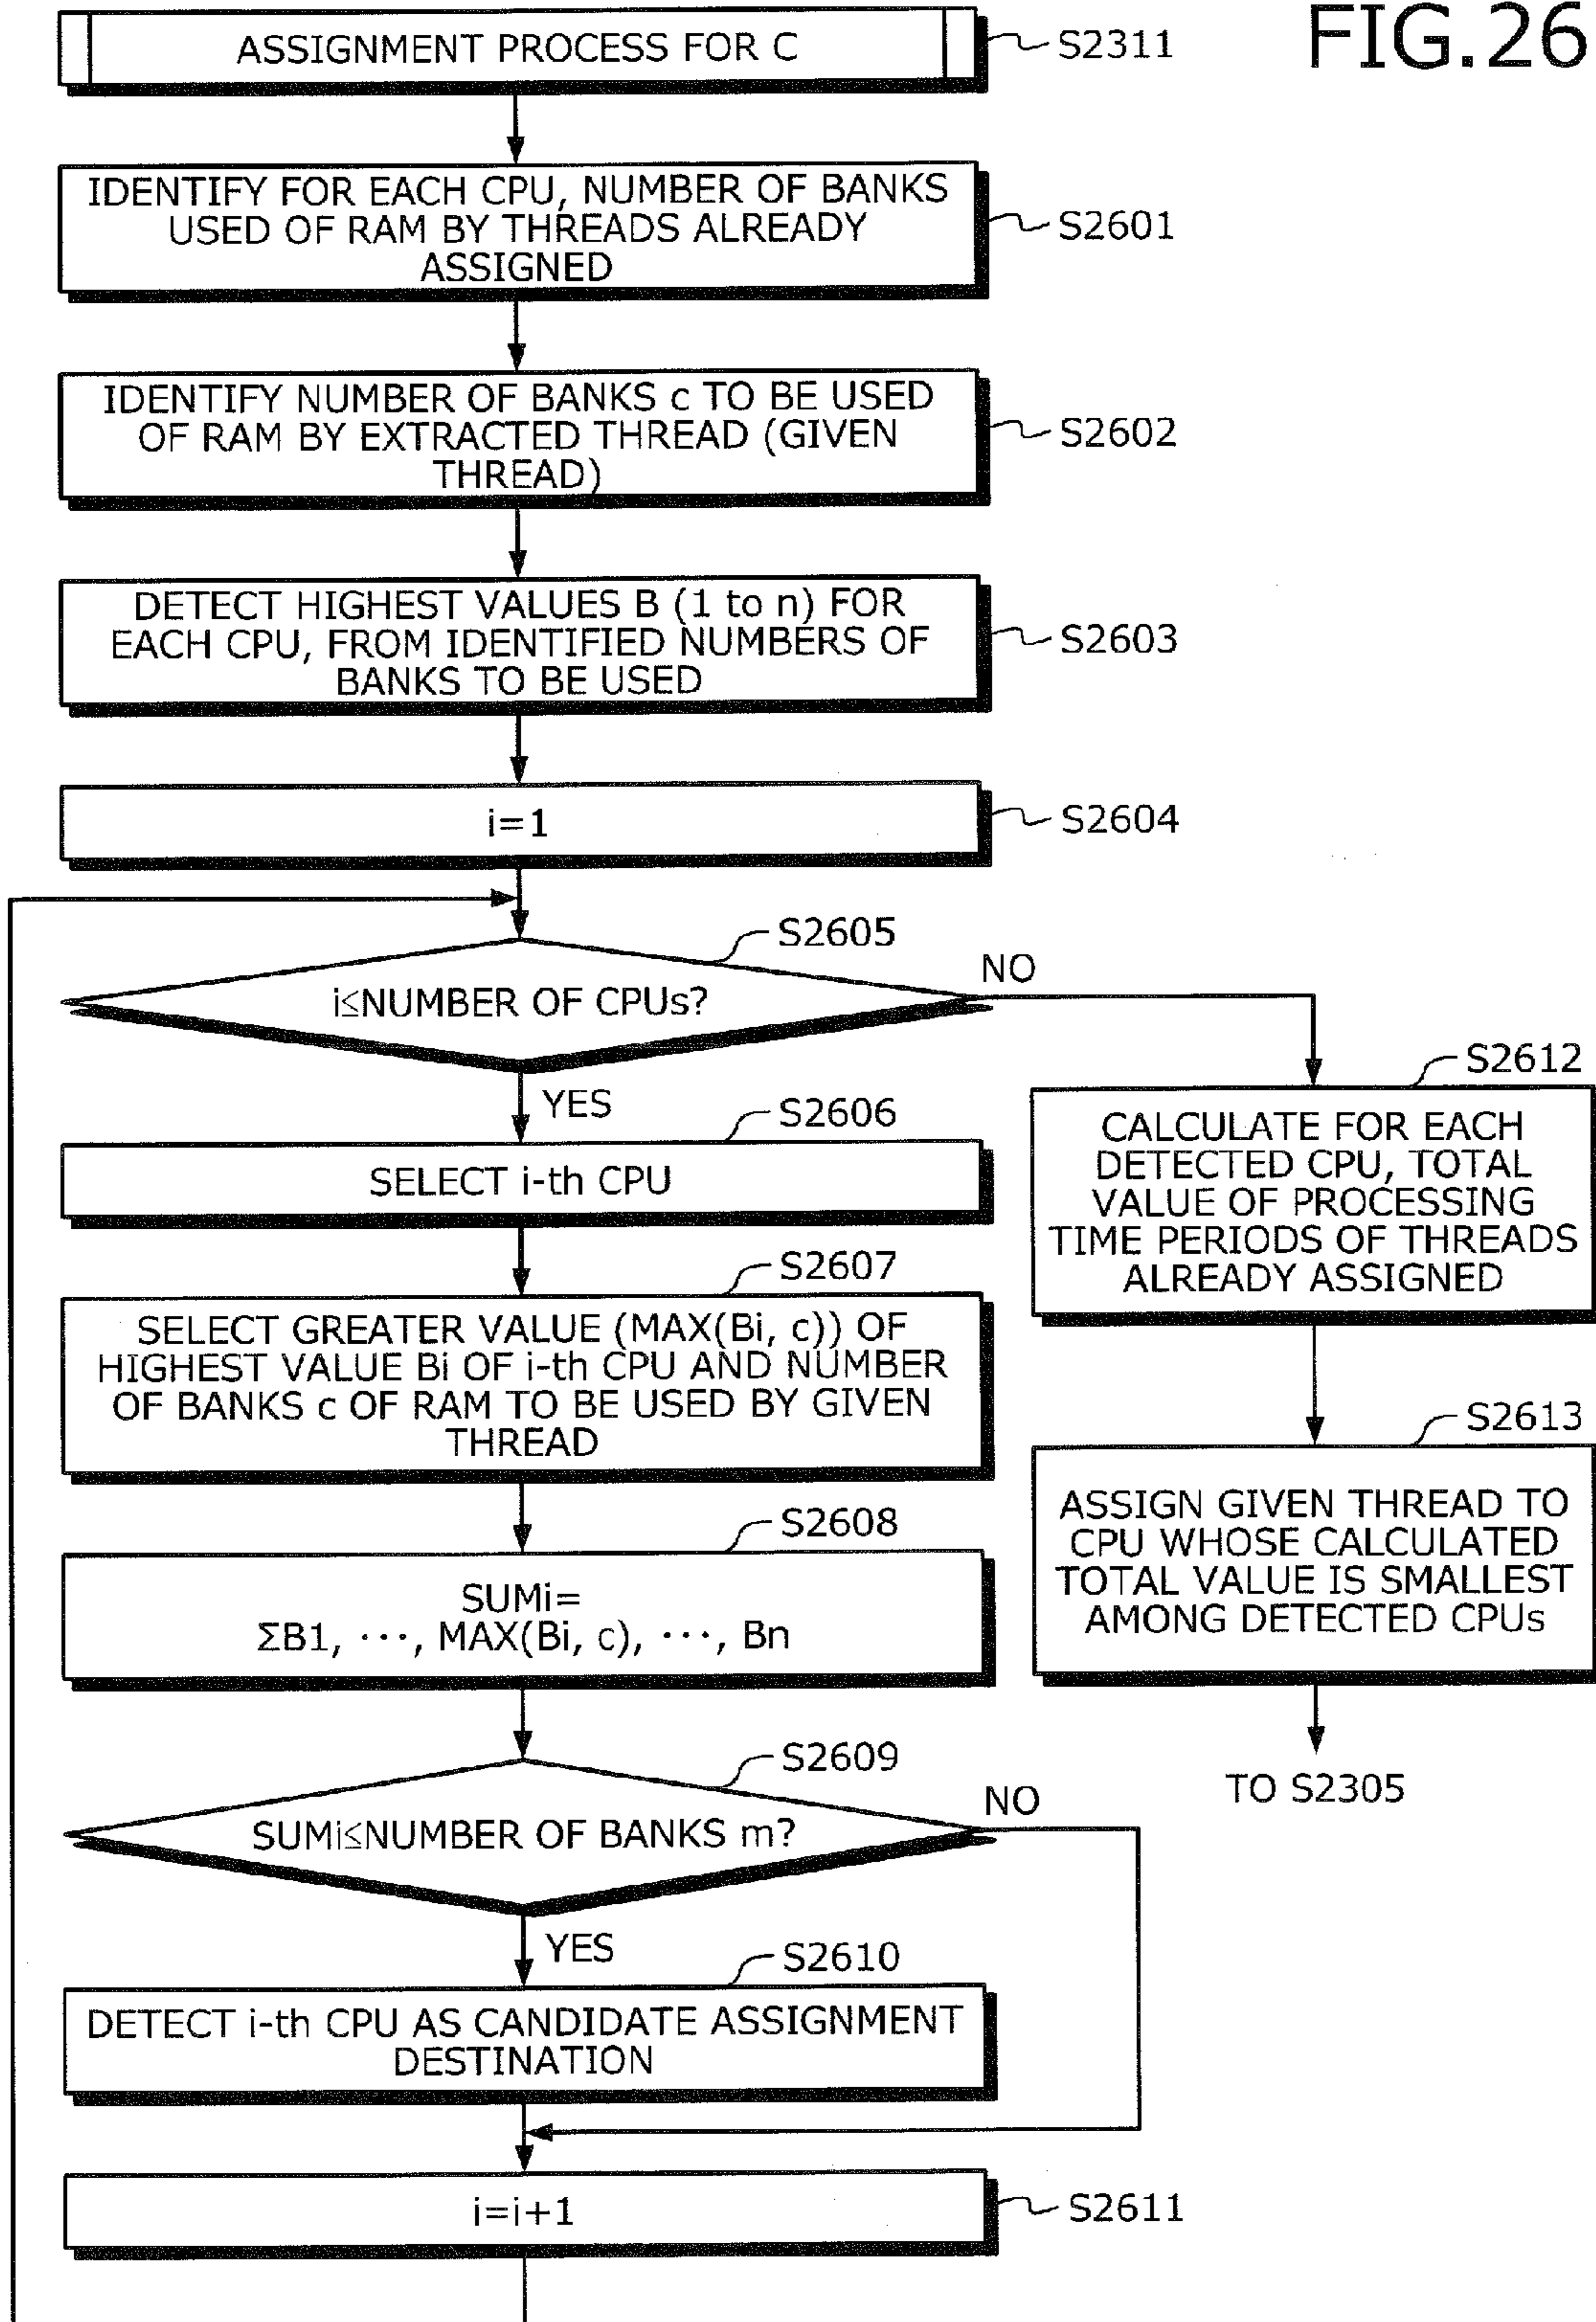 FIG.26
ASSIGNMENT PROCESS FOR C
S2311
IDENTIFY FOR EACH CPU, NUMBER OF BANKS
USED OF RAM BY THREADS ALREADY
ASSIGNED
S2601
IDENTIFY NUMBER OF BANKS c TO BE USED
OF RAM BY EXTRACTED THREAD (GIVEN
THREAD)
S2602
DETECT HIGHEST VALUES B (1 to n) FOR
EACH CPU, FROM IDENTIFIED NUMBERS OF
BANKS TO BE USED
S2603
i=1
S2604
S2605
i≤NUMBER OF CPUs?
NO
YES
S2606
SELECT i-th CPU
S2607
SELECT GREATER VALUE (MAX(Bi, c)) OF
HIGHEST VALUE Bi OF i-th CPU AND NUMBER
OF BANKS c OF RAM TO BE USED BY GIVEN
THREAD
S2608
SUMi=
ΣB1, ···, MAX(Bi, c), ···, Bn
S2609
SUMi≤NUMBER OF BANKS m?
NO
YES
S2610
DETECT i-th CPU AS CANDIDATE ASSIGNMENT
DESTINATION
i=i+1
S2611
S2612
CALCULATE FOR EACH
DETECTED CPU, TOTAL
VALUE OF PROCESSING
TIME PERIODS OF THREADS
ALREADY ASSIGNED
S2613
ASSIGN GIVEN THREAD TO
CPU WHOSE CALCULATED
TOTAL VALUE IS SMALLEST
AMONG DETECTED CPUs
TO S2305